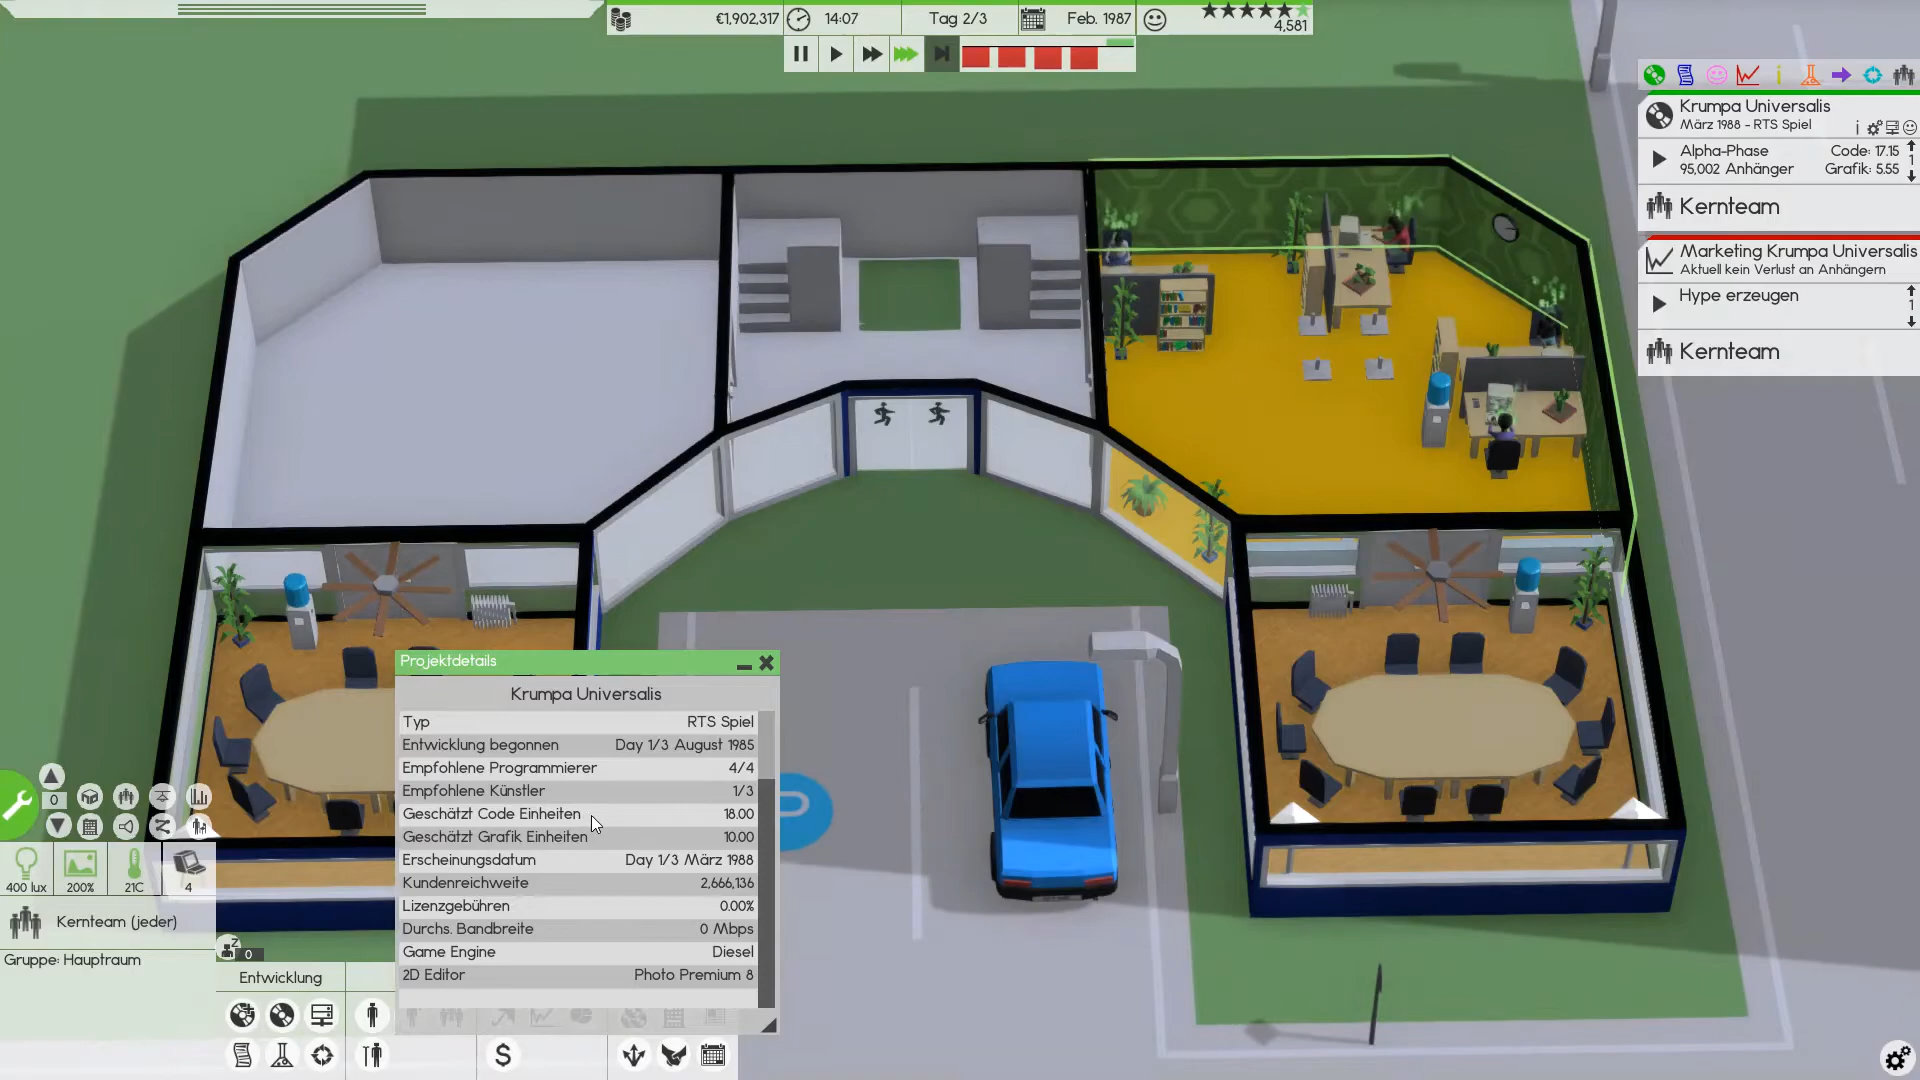 €1,902,317
14:07
Tag 2/3
Feb. 1987
4,581
Krumpa Universalis
März 1988 - RTS Spiel
Alpha-Phase
Code: 17.15
95,002 Anhänger
Grafik: 5.55
1
Kernteam
Marketing Krumpa Universalis
Aktuell kein Verlust an Anhängern
Hype erzeugen
1
Kernteam
Projektdetails
Krumpa Universalis
Typ
RTS Spiel
Entwicklung begonnen
Day 1/3 August 1985
Empfohlene Programmierer
4/4
Empfohlene Künstler
1/3
Geschätzt Code Einheiten
18.00
Geschätzt Grafik Einheiten
10.00
Erscheinungsdatum
Day 1/3 März 1988
Kundenreichweite
2,666,136
Lizenzgebühren
0.00%
Durchs. Bandbreite
0 Mbps
Game Engine
Diesel
2D Editor
Photo Premium 8
0
400 lux
200%
21C
4
Kernteam (jeder)
Gruppe: Hauptraum
0
Entwicklung